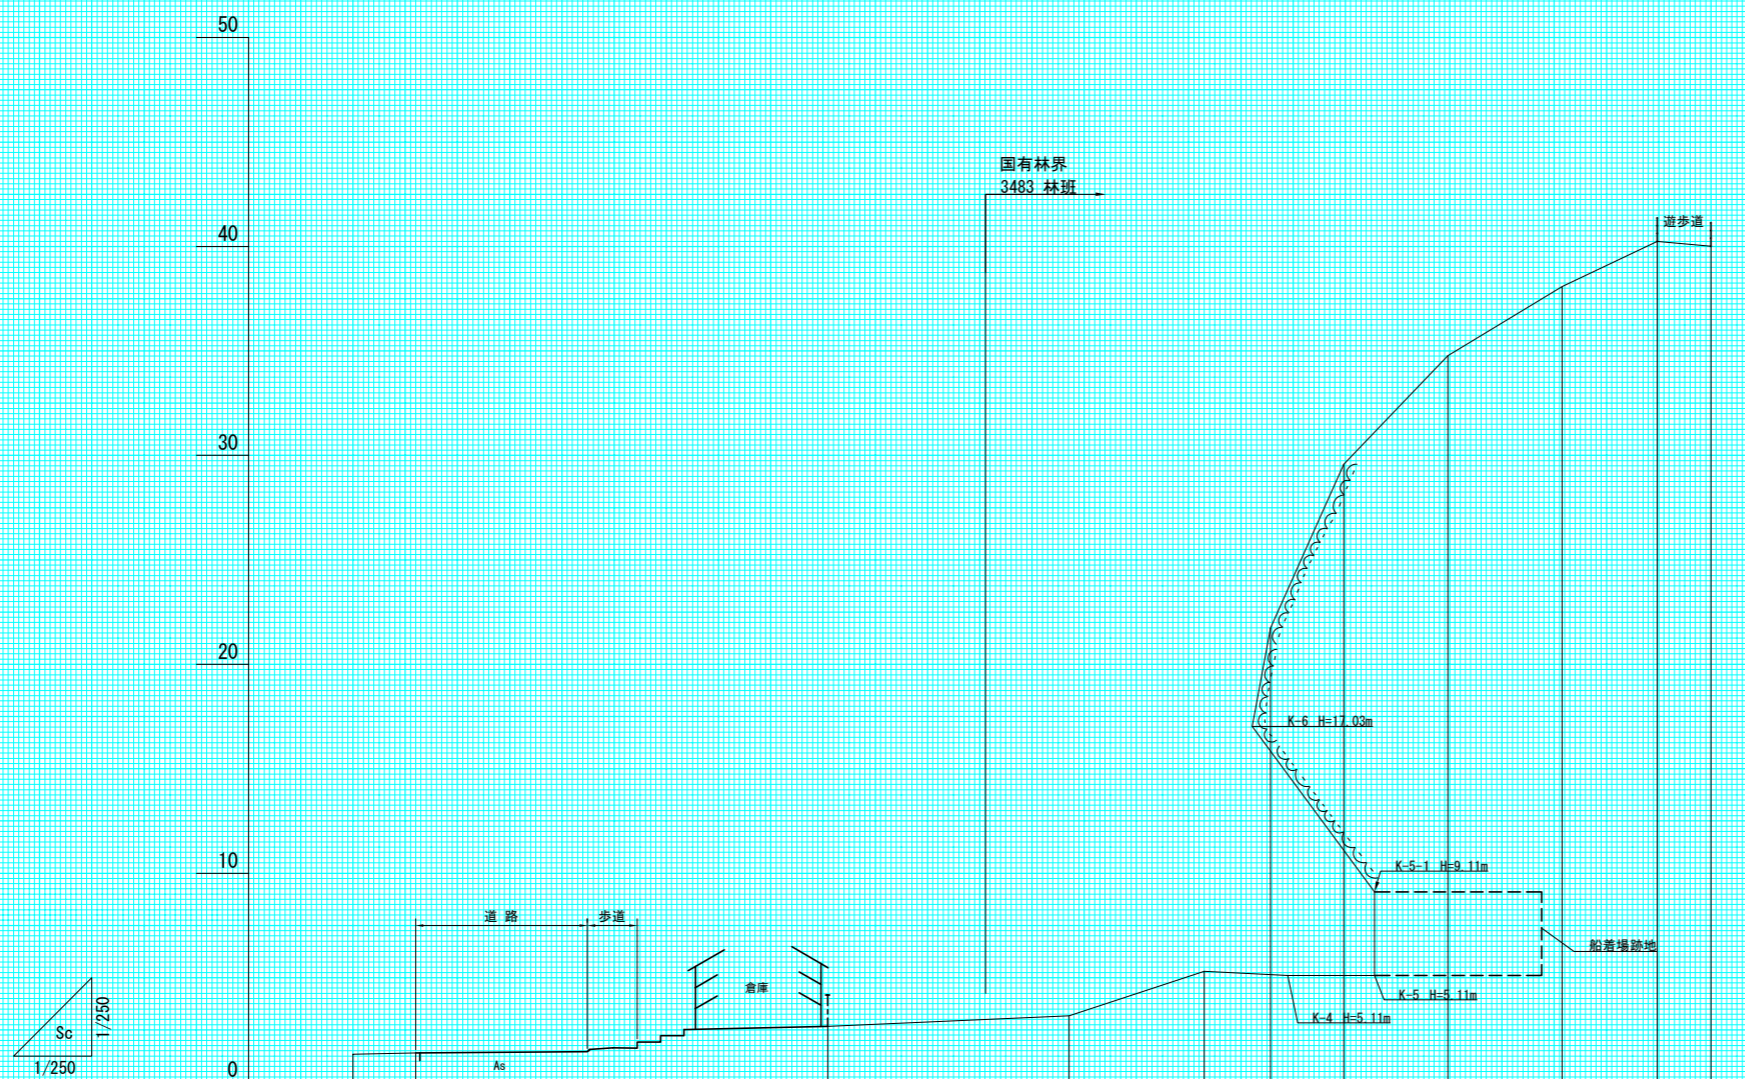 50
国有林界
3483 林班
遊歩道
40
30
20
K-6 H=17.03m
10
K-5-1 H=9.11m
道 路
歩道
船着場跡地
倉庫
K-5 H=5.11m
K-4 H=5.11m
Sc
1/250
1/250
As
0